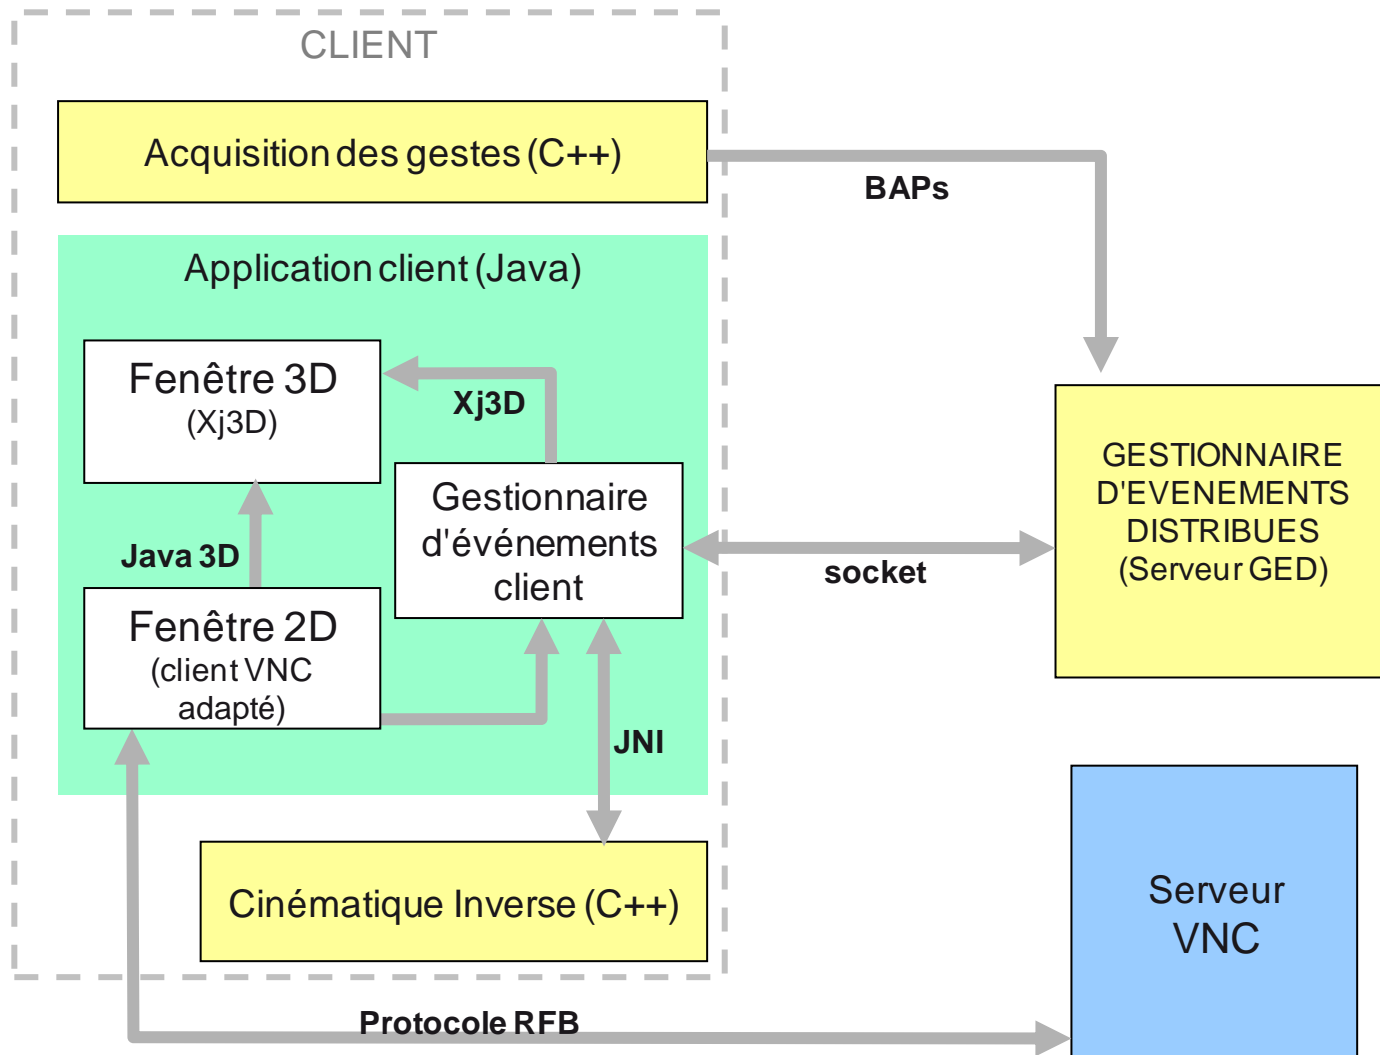 CLIENT
Acquisition des gestes (C++)
BAPs
Application client (Java)
Fenêtre 3D
(Xj3D)
Xj3D
Gestionnaire
d'événements
client
Java 3D
Fenêtre 2D
(client VNC
adapté)
JNI
socket
GESTIONNAIRE
D'EVENEMENTS
DISTRIBUES
(Serveur GED)
Cinématique Inverse (C++)
Serveur
VNC
Protocole RFB